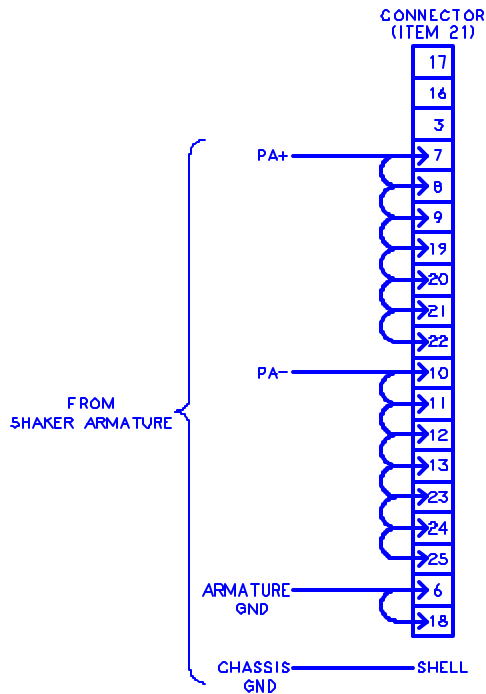 CONNECTOR
(ITEM 21)
17
16
3
PA+ 7
8
9
19
20
21
22
PA- 10
11
FROM
SHAKER ARMATURE
12
13
23
24
25
ARMATURE 6
GND
18
CHASSIS SHELL
GND